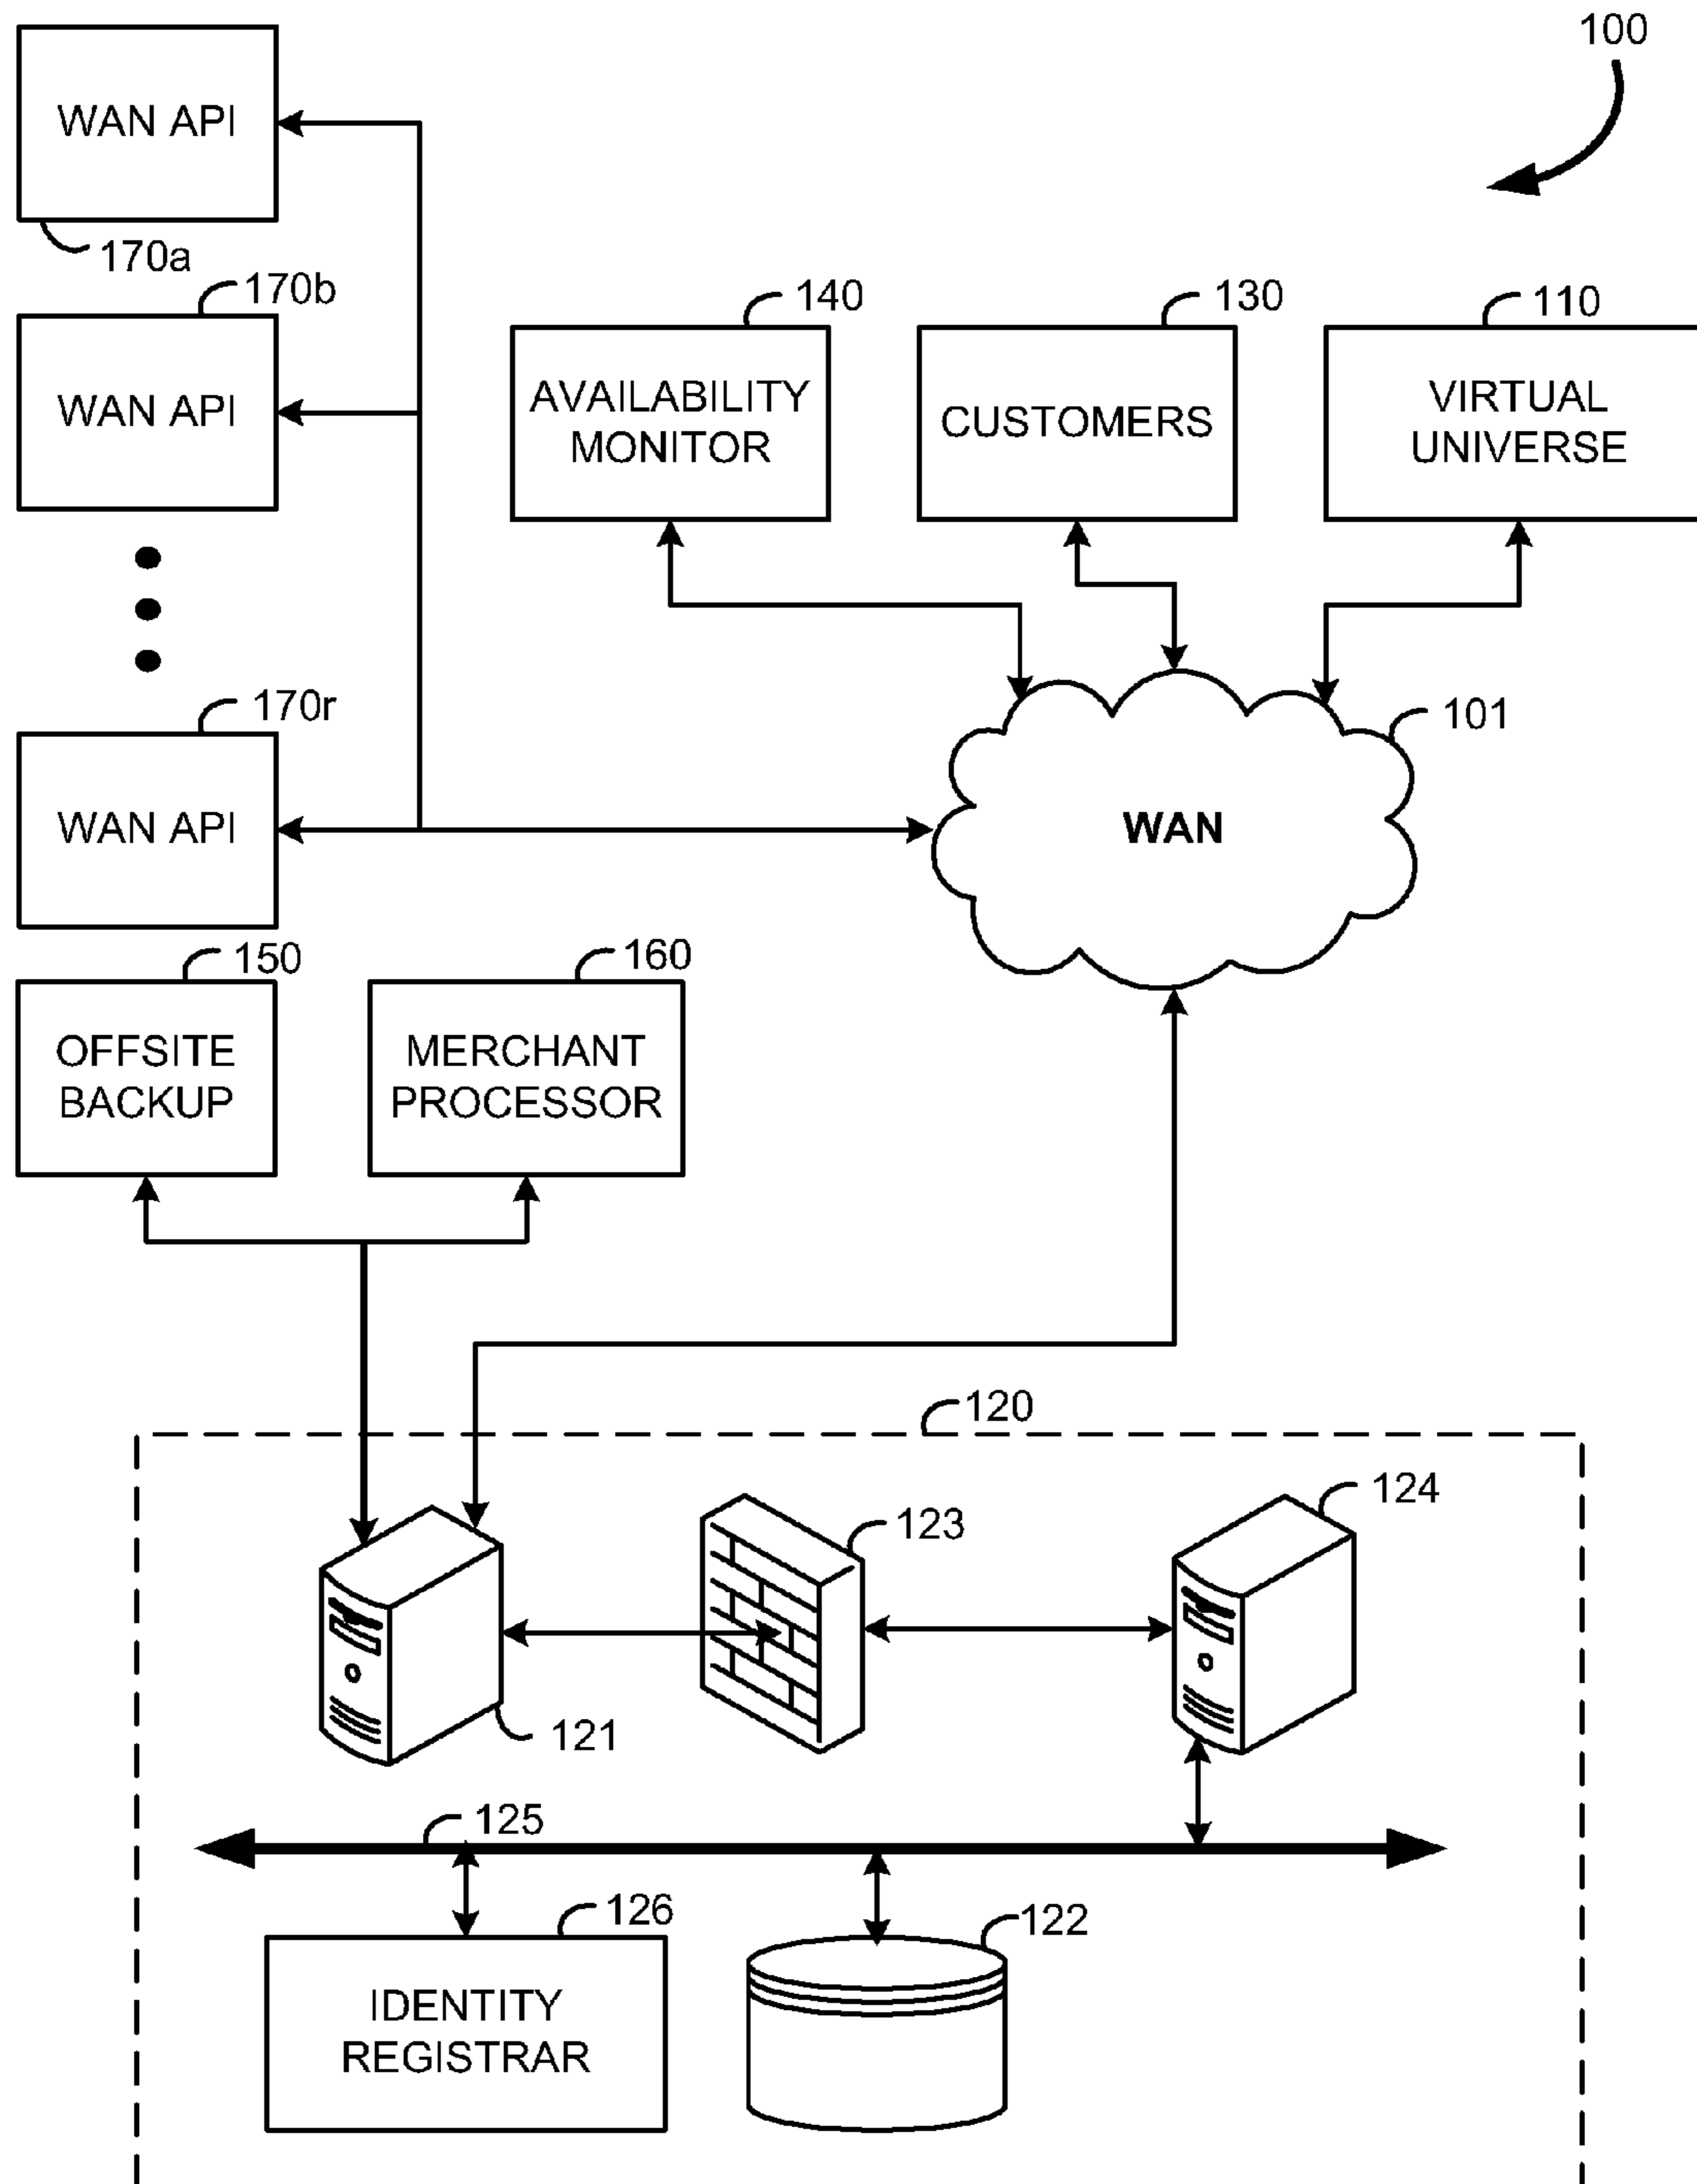 100
WAN API
170a
170b
WAN API
140
130
110
AVAILABILITY
MONITOR
CUSTOMERS
VIRTUAL
UNIVERSE
170r
WAN API
101
WAN
150
160
OFFSITE
BACKUP
MERCHANT
PROCESSOR
120
124
123
121
125
126
122
IDENTITY
REGISTRAR